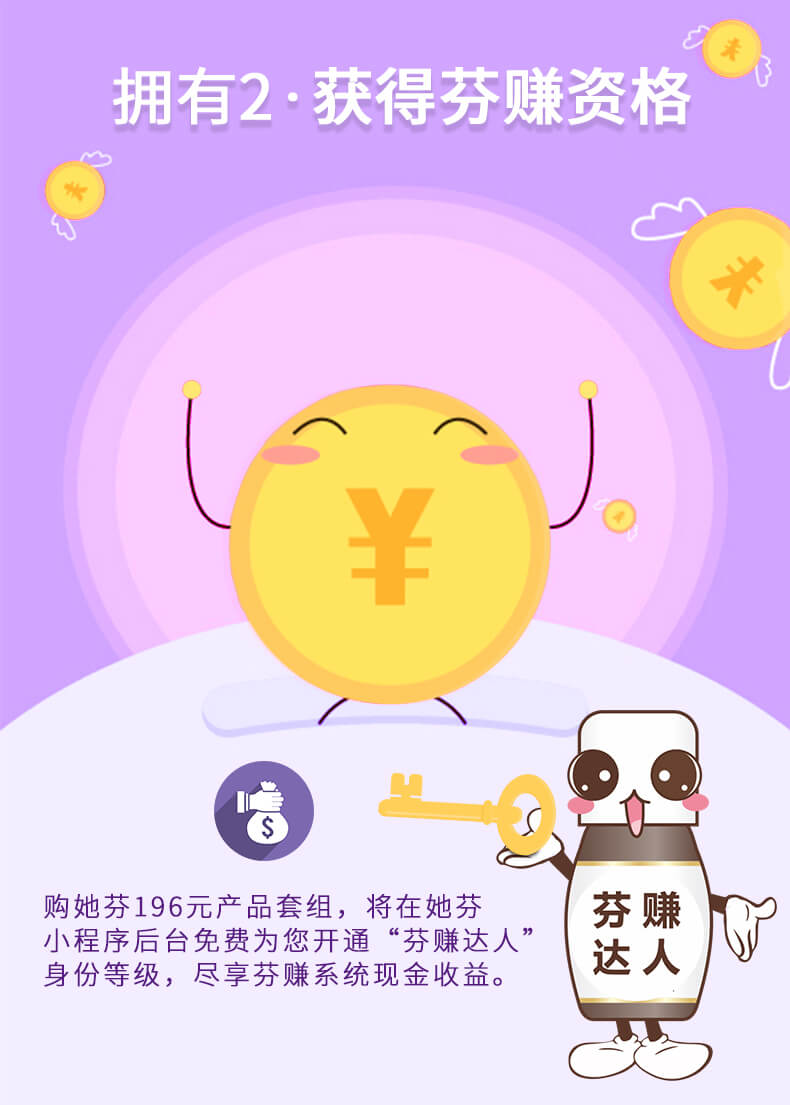 拥有2·获得芬赚资格
¥
¥
¥
¥
¥
$
购她芬196元产品套组，将在她芬
小程序后台免费为您开通“芬赚达人”
身份等级，尽享芬赚系统现金收益。
芬赚
达人